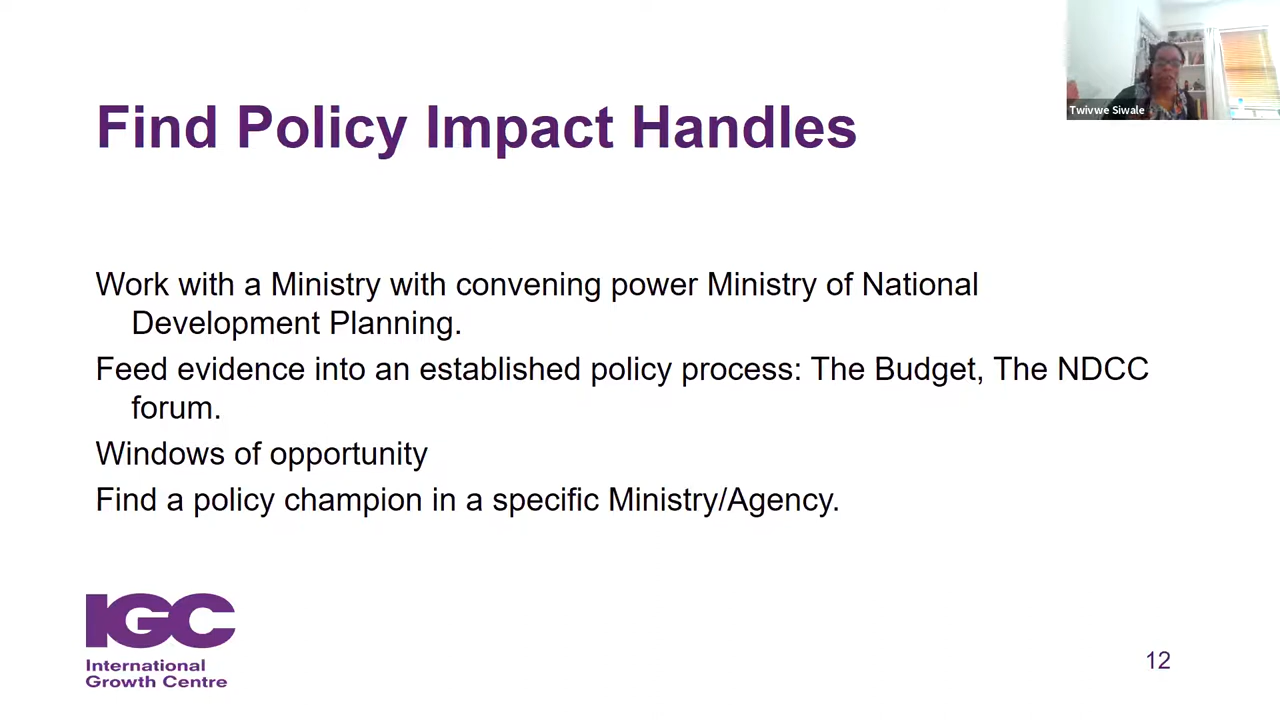 Twivwe Siwale
Find Policy Impact Handles
Work with a Ministry with convening power Ministry of National
Development Planning.
Feed evidence into an established policy process: The Budget, The NDCC
forum.
Windows of opportunity
Find a policy champion in a specific Ministry/Agency.
IGC
International
Growth Centre
12